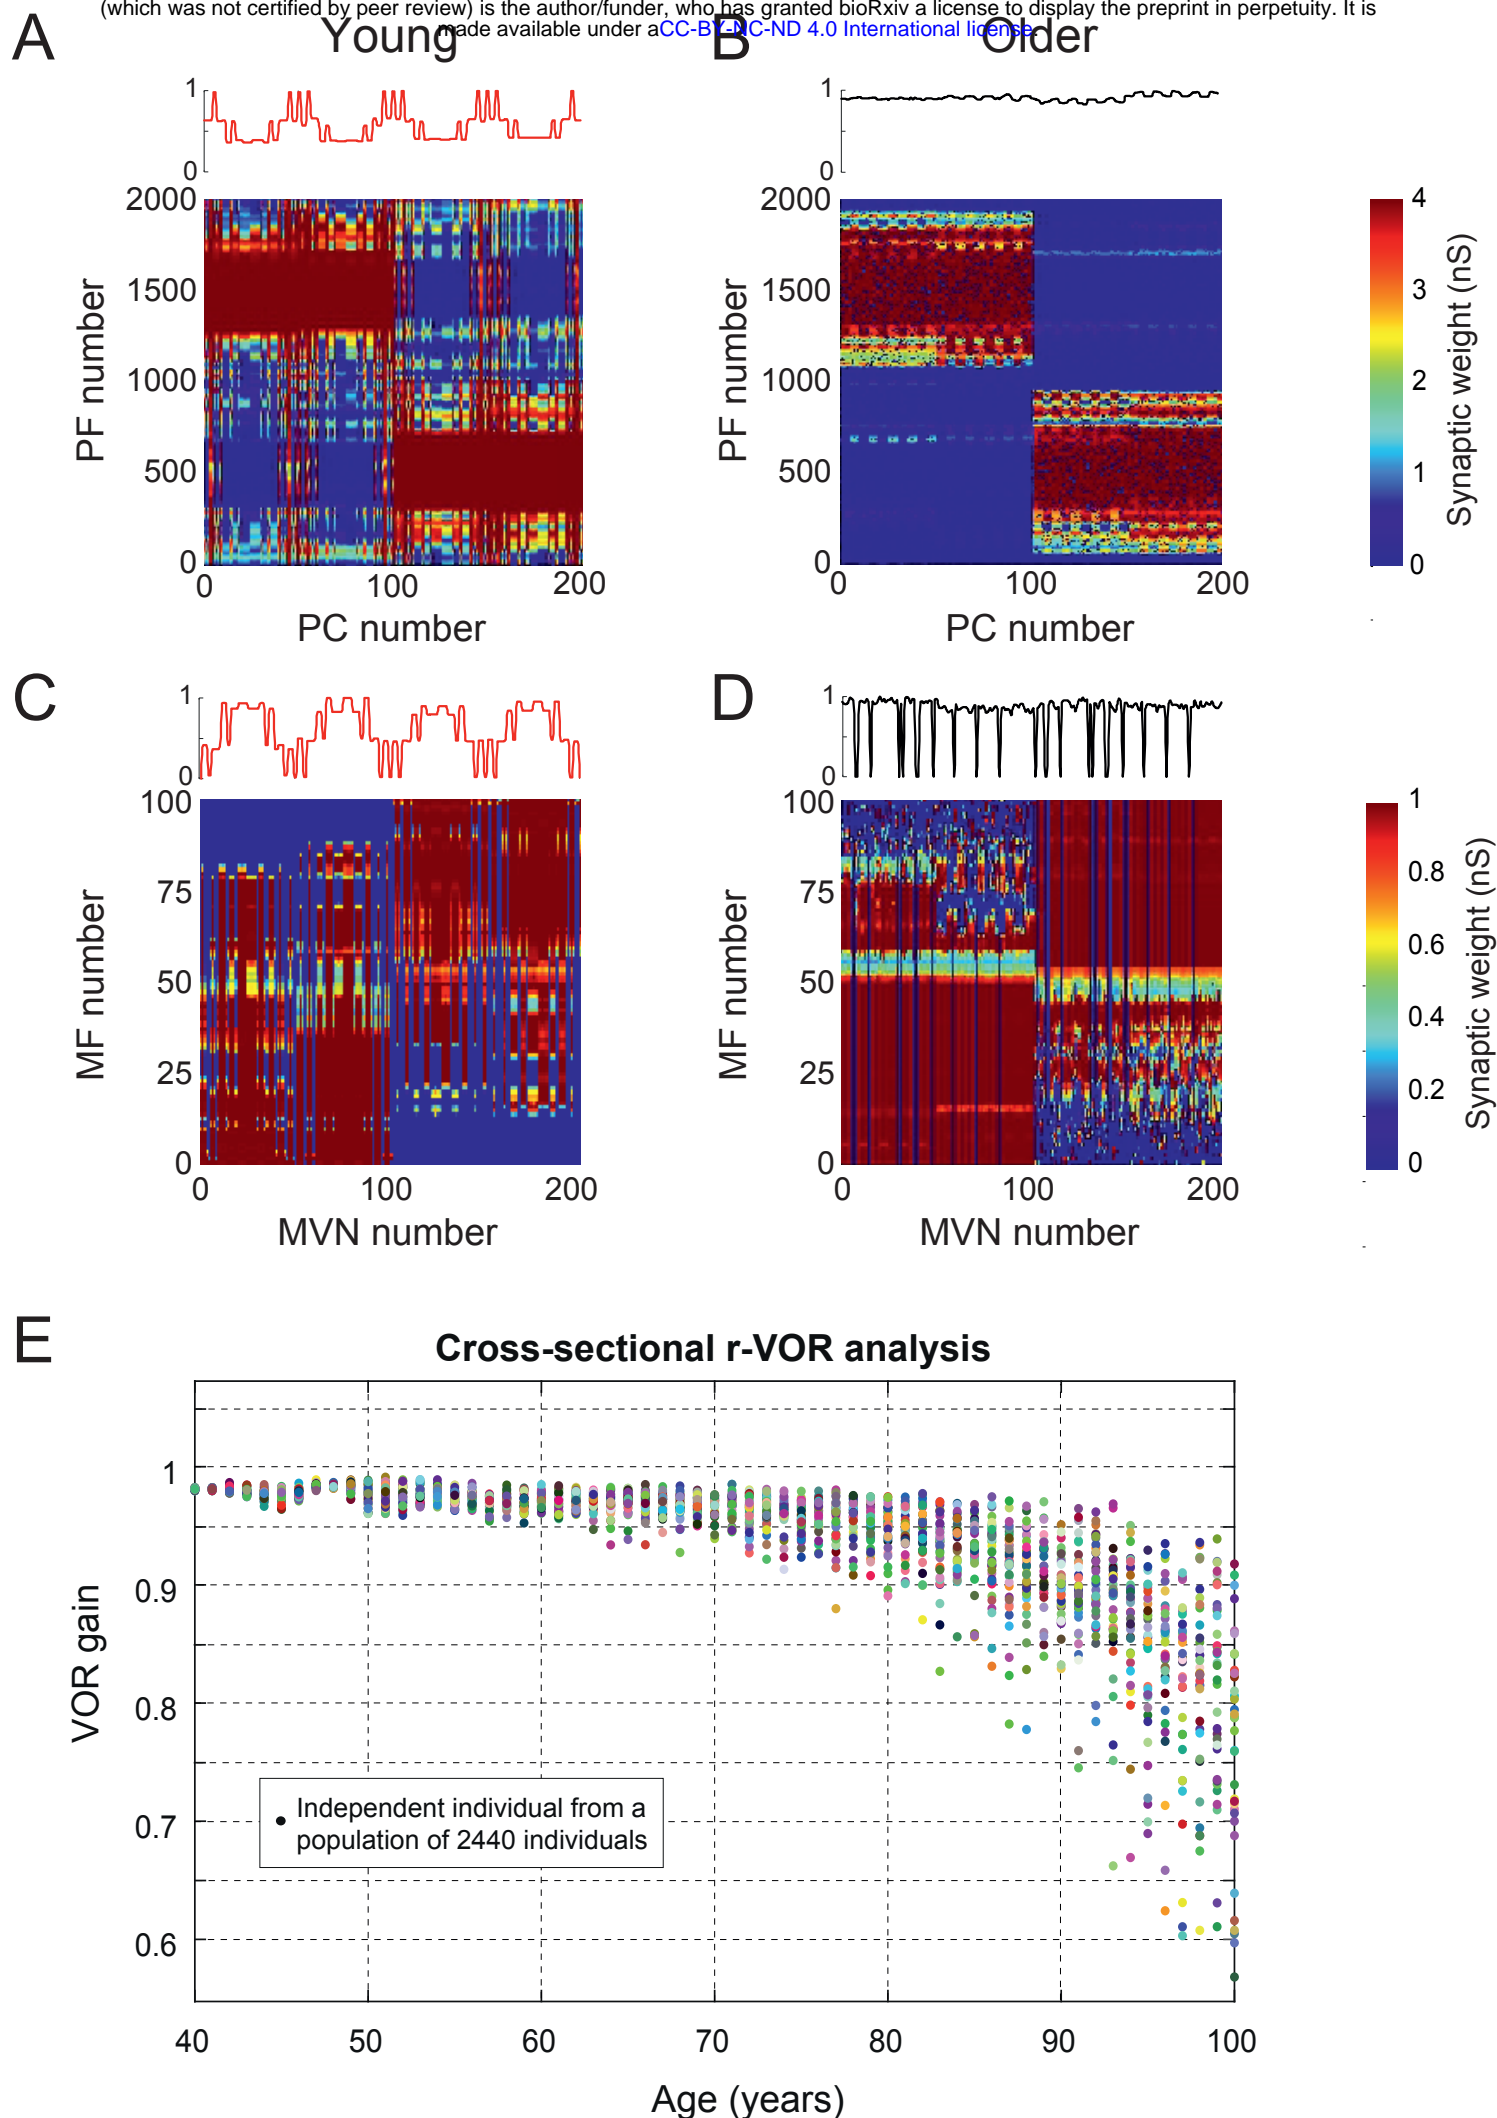 (which was not certified by peer review) is the author/funder, who has granted bioRxiv a license to display the preprint in perpetuity. It is
made available under aCC-BY-NC-ND 4.0 International license.
A
Young
B
Older
1
0
1
0
2000
1500
1000
500
0
PF number
0
100
200
PC number
2000
1500
1000
500
0
PF number
0
100
200
PC number
4
3
2
1
0
Synaptic weight (nS)
C
1
0
D
1
0
100
75
50
25
0
MF number
0
100
200
MVN number
100
75
50
25
0
MF number
0
100
200
MVN number
1
0.8
0.6
0.4
0.2
0
Synaptic weight (nS)
E
Cross-sectional r-VOR analysis
1
0.9
0.8
0.7
0.6
VOR gain
Independent individual from a
population of 2440 individuals
40
50
60
70
80
90
100
Age (years)